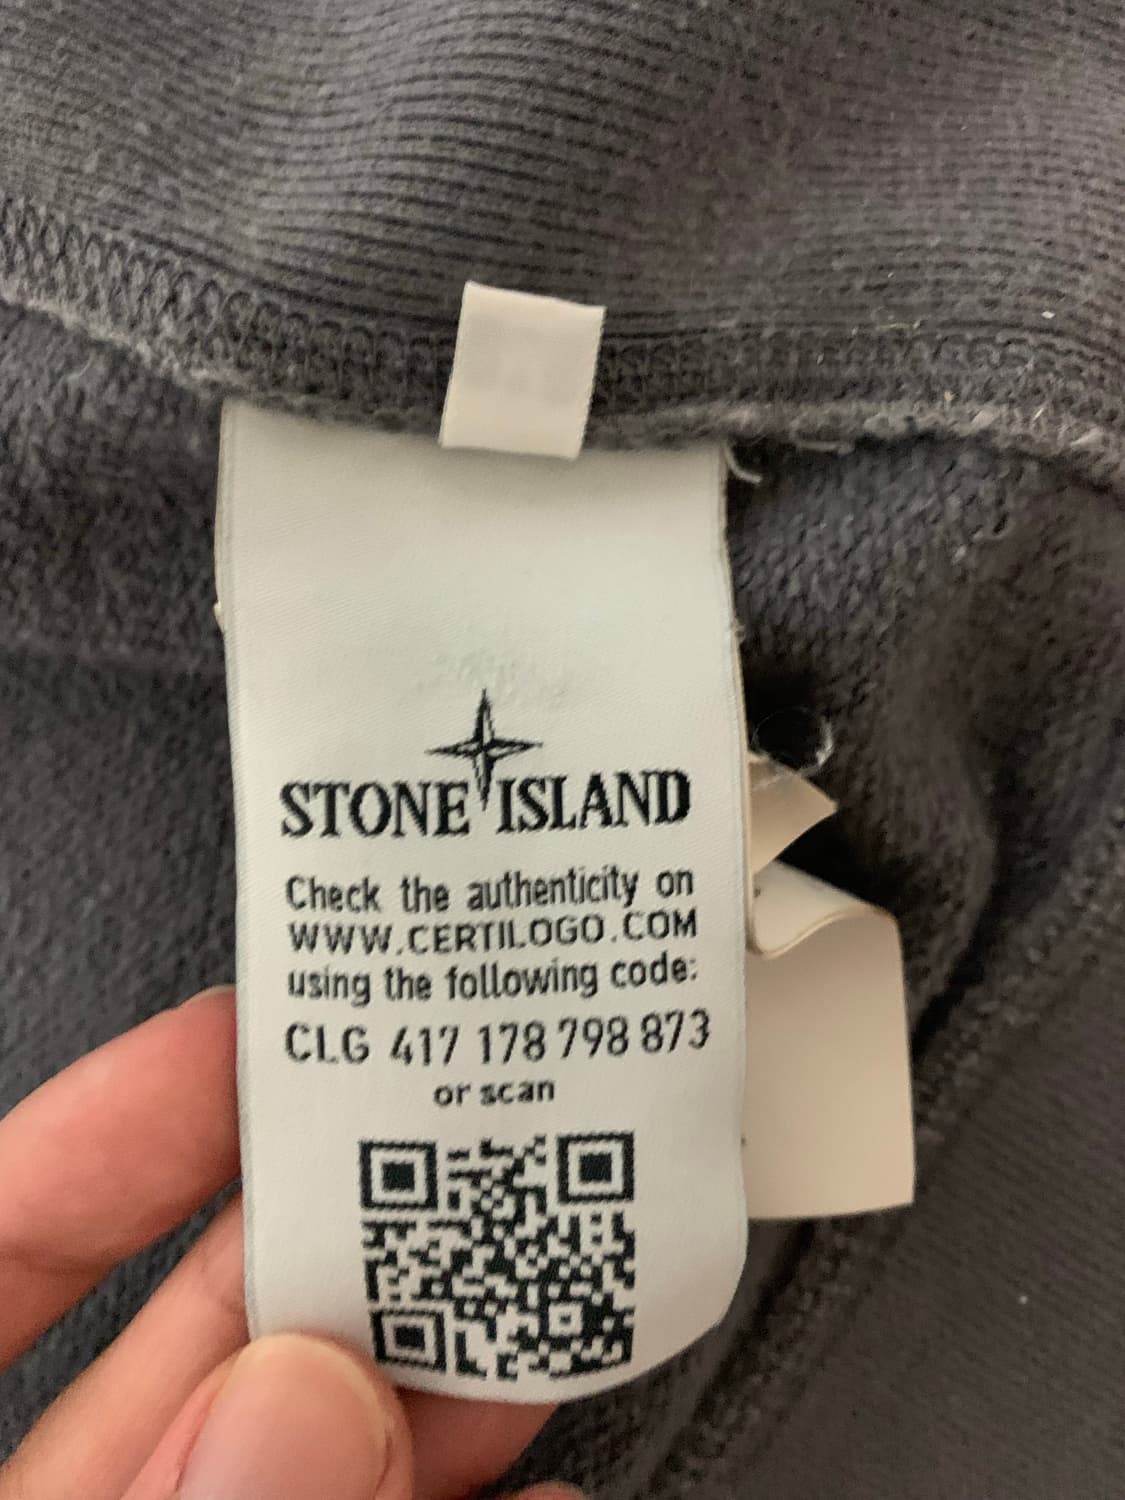 STONE ISLAND
Check the authenticity on
WWW.CERTILOGO.COM
using the following code:
CLG 417 178 798 873
or scan